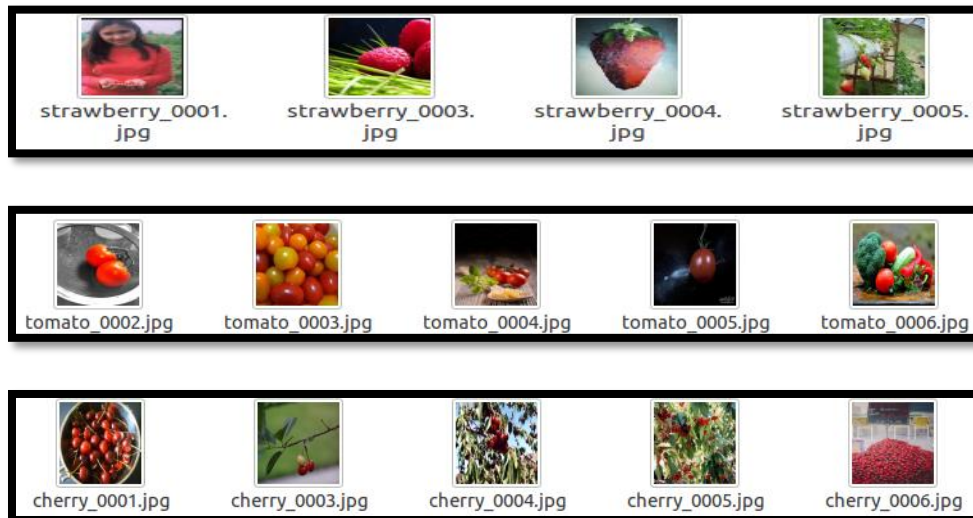 strawberry_0001.
jpg
strawberry_0003.
jpg
strawberry_0004.
jpg
strawberry_0005.
jpg
tomato_0002.jpg
tomato_0003.jpg
tomato_0004.jpg
tomato_0005.jpg
tomato_0006.jpg
cherry_0001.jpg
cherry_0003.jpg
cherry_0004.jpg
cherry_0005.jpg
cherry_0006.jpg